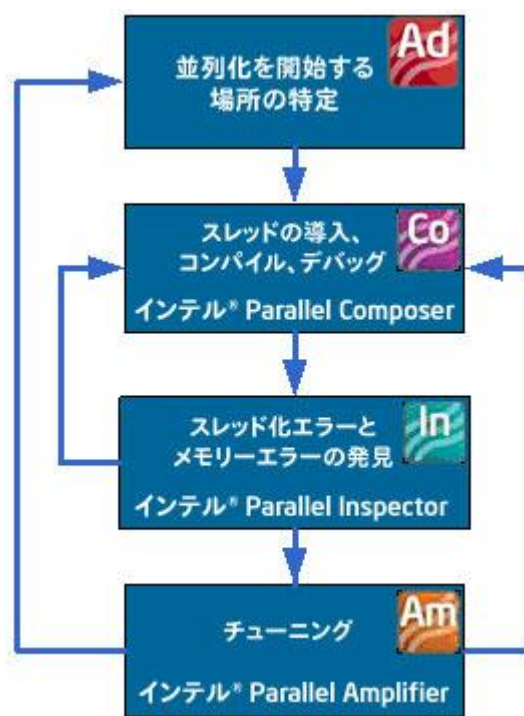 Ad
並列化を開始する
場所の特定
Co
スレッドの導入、
コンパイル、デバッグ
インテル® Parallel Composer
In
スレッド化エラーと
メモリーエラーの発見
インテル® Parallel Inspector
Am
チューニング
インテル® Parallel Amplifier